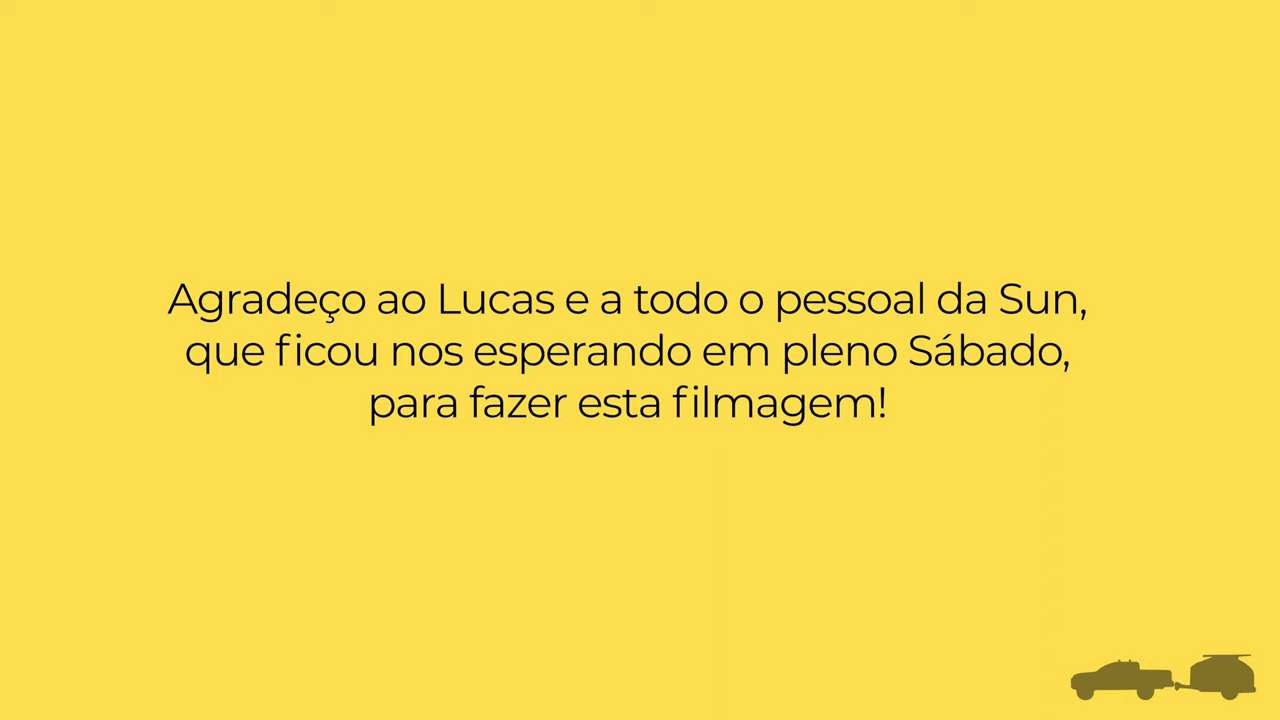 Agradeço ao Lucas e a todo o pessoal da Sun,
que ficou nos esperando em pleno Sábado,
para fazer esta filmagem!